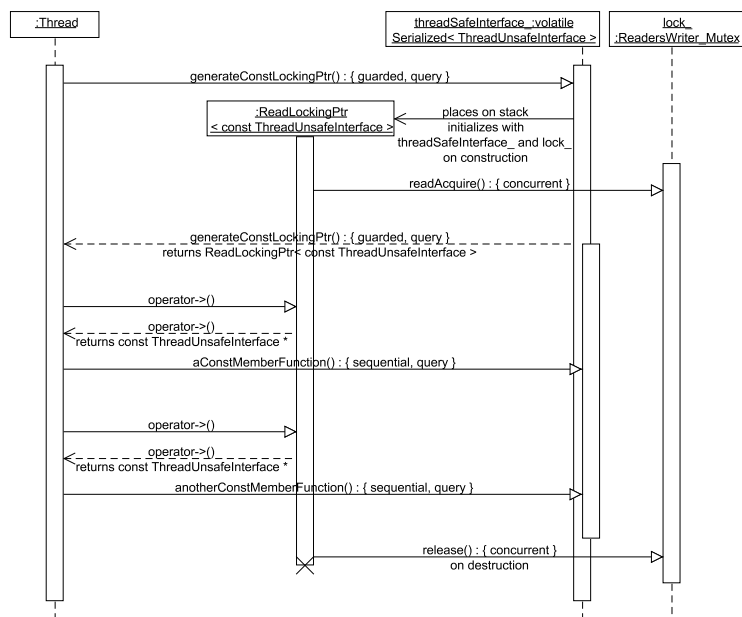 :Thread
threadSafeInterface_:volatile
Serialized< ThreadUnsafeInterface >
lock_
:ReadersWriter_Mutex
generateConstLockingPtr() : { guarded, query }
:ReadLockingPtr
< const ThreadUnsafeInterface >
places on stack
initializes with
threadSafeInterface_ and lock_
on construction
readAcquire() : { concurrent }
generateConstLockingPtr() : { guarded, query }
returns ReadLockingPtr< const ThreadUnsafeInterface >
operator->()
operator->()
returns const ThreadUnsafeInterface *
aConstMemberFunction() : { sequential, query }
operator->()
operator->()
returns const ThreadUnsafeInterface *
anotherConstMemberFunction() : { sequential, query }
release() : { concurrent }
on destruction